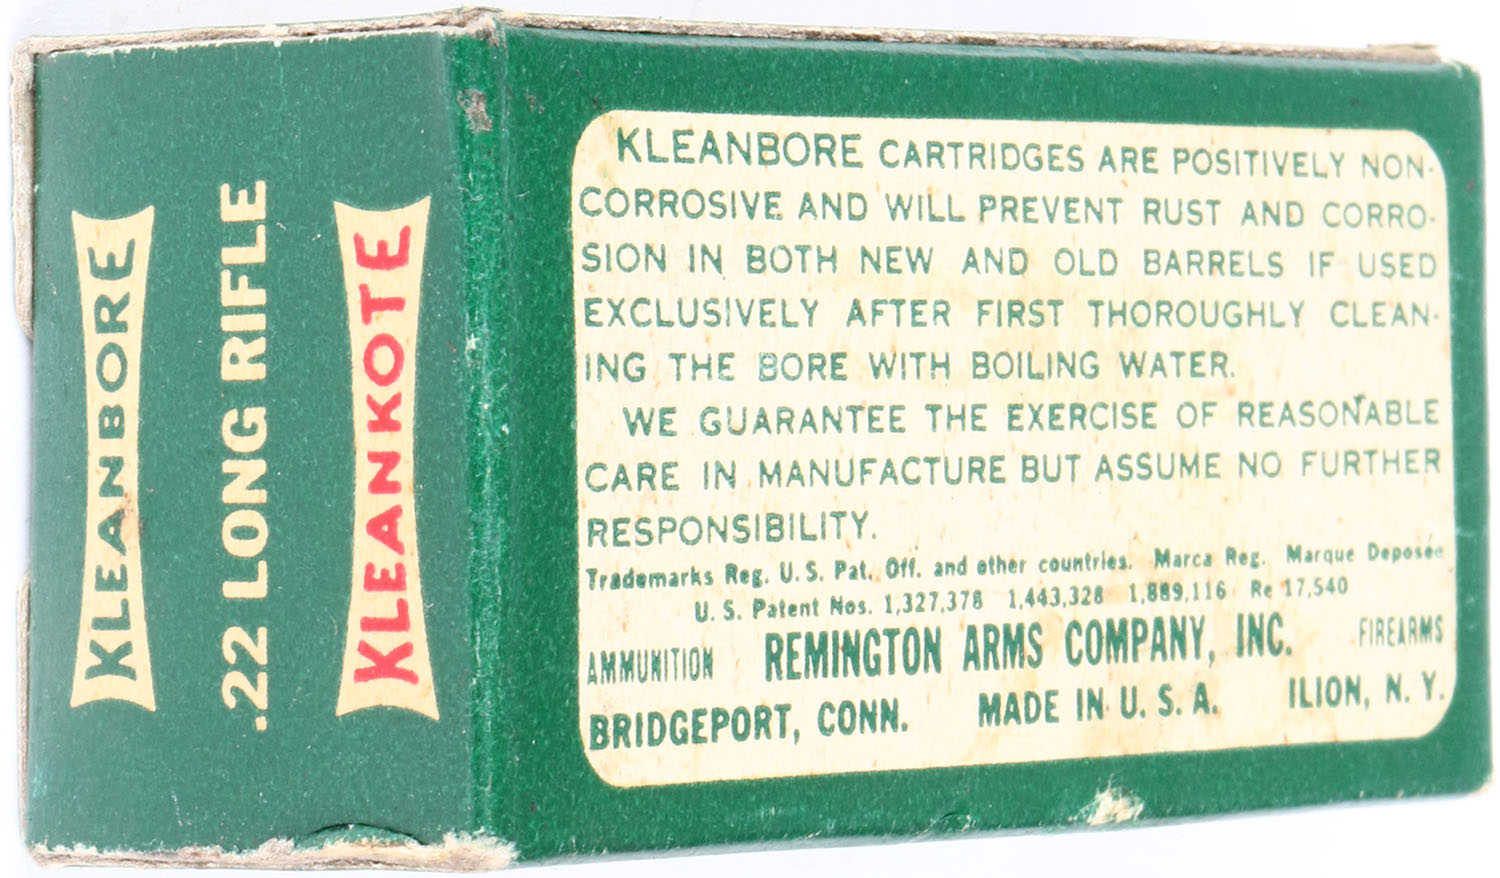 KLEANBORE
.22 LONG RIFLE
KLEANKOTE
KLEANBORE CARTRIDGES ARE POSITIVELY NON-
CORROSIVE AND WILL PREVENT RUST AND CORRO-
SION IN BOTH NEW AND OLD BARRELS IF USED
EXCLUSIVELY AFTER FIRST THOROUGHLY CLEAN-
ING THE BORE WITH BOILING WATER.
WE GUARANTEE THE EXERCISE OF REASONABLE
CARE IN MANUFACTURE BUT ASSUME NO FURTHER
RESPONSIBILITY.
Trademarks Reg. U. S. Pat. Off. and other countries. Marca Reg. Marque Deposée
U. S. Patent Nos. 1,327,378 1,443,328 1,889,116 Re 17,540
AMMUNITION REMINGTON ARMS COMPANY, INC. FIREARMS
BRIDGEPORT, CONN. MADE IN U. S. A. ILION, N. Y.